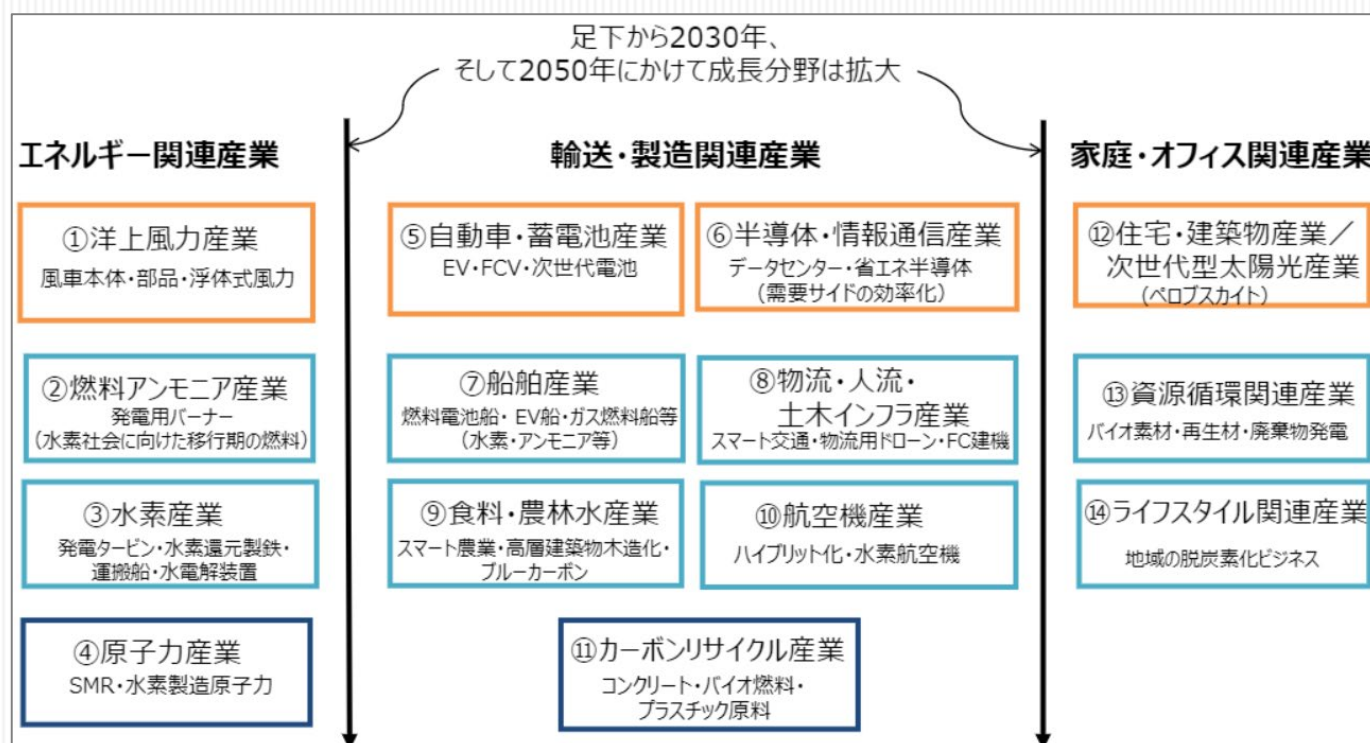 足下から2030年、
そして2050年にかけて成長分野は拡大
エネルギー関連産業
輸送・製造関連産業
家庭・オフィス関連産業
①洋上風力産業
風車本体・部品・浮体式風力
②燃料アンモニア産業
発電用バーナー
（水素社会に向けた移行期の燃料）
③水素産業
発電タービン・水素還元製鉄・
運搬船・水電解装置
④原子力産業
SMR・水素製造原子力
⑤自動車・蓄電池産業
EV・FCV・次世代電池
⑥半導体・情報通信産業
データセンター・省エネ半導体
（需要サイドの効率化）
⑦船舶産業
燃料電池船・EV船・ガス燃料船等
（水素・アンモニア等）
⑧物流・人流・
土木インフラ産業
スマート交通・物流用ドローン・FC建機
⑨食料・農林水産業
スマート農業・高層建築物木造化・
ブルーカーボン
⑩航空機産業
ハイブリット化・水素航空機
⑪カーボンリサイクル産業
コンクリート・バイオ燃料・
プラスチック原料
⑫住宅・建築物産業／
次世代型太陽光産業
（ペロブスカイト）
⑬資源循環関連産業
バイオ素材・再生材・廃棄物発電
⑭ライフスタイル関連産業
地域の脱炭素化ビジネス